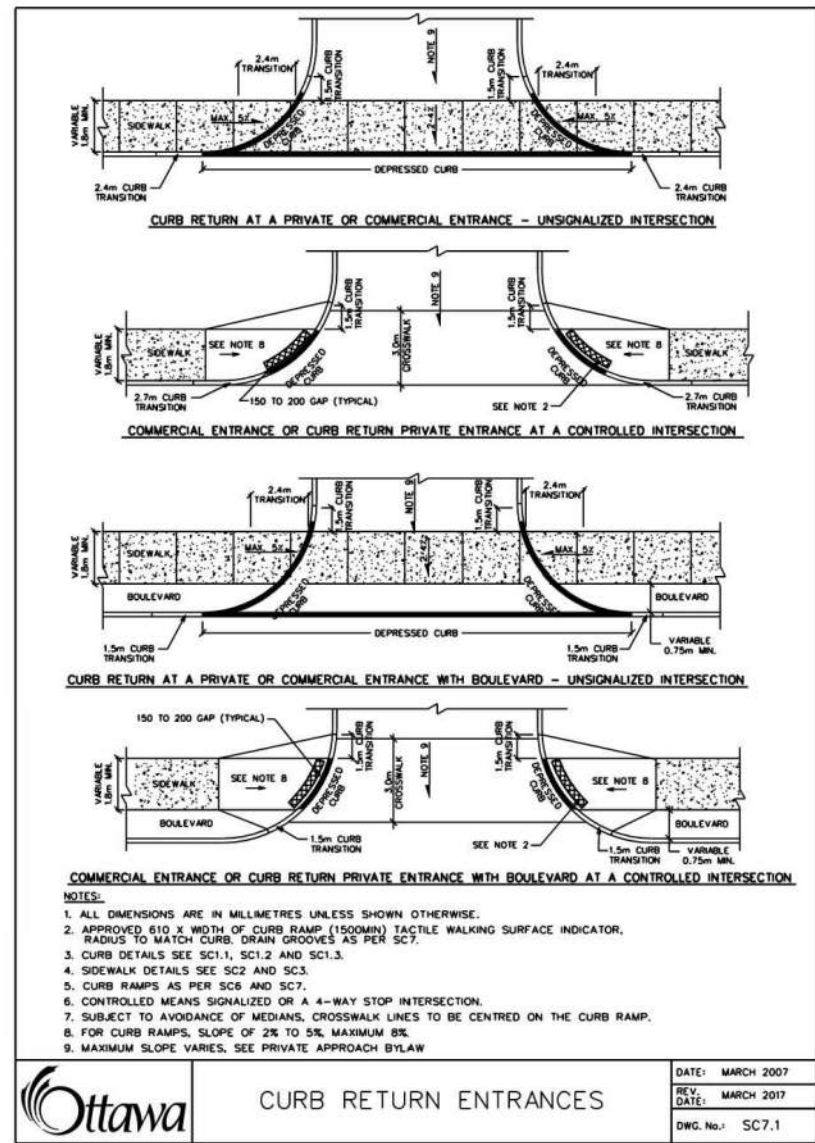 2.4m
TRANSITION
1.5m CURB
TRANSITION
NOTE 9
1.5m CURB
TRANSITION
2.4m
TRANSITION
VARIABLE
1.8m MIN.
SIDEWALK
MAX. 5%
DEPRESSED
CURB
2-4%
DEPRESSED
CURB
MAX. 5%
DEPRESSED CURB
2.4m CURB
TRANSITION
2.4m CURB
TRANSITION
CURB RETURN AT A PRIVATE OR COMMERCIAL ENTRANCE - UNSIGNALIZED INTERSECTION
1.5m CURB
TRANSITION
NOTE 9
1.5m CURB
TRANSITION
VARIABLE
1.8m MIN.
SIDEWALK
SEE NOTE 8
DEPRESSED
CURB
3.0m
CROSSWALK
DEPRESSED
CURB
SEE NOTE 8
SIDEWALK
2.7m CURB
TRANSITION
150 TO 200 GAP (TYPICAL)
SEE NOTE 2
2.7m CURB
TRANSITION
COMMERCIAL ENTRANCE OR CURB RETURN PRIVATE ENTRANCE AT A CONTROLLED INTERSECTION
2.4m
TRANSITION
1.5m CURB
TRANSITION
NOTE 9
1.5m CURB
TRANSITION
2.4m
TRANSITION
VARIABLE
1.8m MIN.
SIDEWALK
MAX. 5%
2-4%
MAX. 5%
BOULEVARD
DEPRESSED
CURB
DEPRESSED
CURB
BOULEVARD
DEPRESSED CURB
1.5m CURB
TRANSITION
1.5m CURB
TRANSITION
VARIABLE
0.75m MIN.
CURB RETURN AT A PRIVATE OR COMMERCIAL ENTRANCE WITH BOULEVARD - UNSIGNALIZED INTERSECTION
150 TO 200 GAP (TYPICAL)
1.5m CURB
TRANSITION
NOTE 9
1.5m CURB
TRANSITION
VARIABLE
1.8m MIN.
SIDEWALK
SEE NOTE 8
DEPRESSED
CURB
3.0m
CROSSWALK
DEPRESSED
CURB
SEE NOTE 8
SIDEWALK
BOULEVARD
BOULEVARD
1.5m CURB
TRANSITION
SEE NOTE 2
1.5m CURB
TRANSITION
VARIABLE
0.75m MIN.
COMMERCIAL ENTRANCE OR CURB RETURN PRIVATE ENTRANCE WITH BOULEVARD AT A CONTROLLED INTERSECTION
NOTES:
1. ALL DIMENSIONS ARE IN MILLIMETRES UNLESS SHOWN OTHERWISE.
2. APPROVED 610 X WIDTH OF CURB RAMP (1500MIN) TACTILE WALKING SURFACE INDICATOR,
RADIUS TO MATCH CURB. DRAIN GROOVES AS PER SC7.
3. CURB DETAILS SEE SC1.1, SC1.2 AND SC1.3.
4. SIDEWALK DETAILS SEE SC2 AND SC3.
5. CURB RAMPS AS PER SC6 AND SC7.
6. CONTROLLED MEANS SIGNALIZED OR A 4-WAY STOP INTERSECTION.
7. SUBJECT TO AVOIDANCE OF MEDIANS, CROSSWALK LINES TO BE CENTRED ON THE CURB RAMP.
8. FOR CURB RAMPS, SLOPE OF 2% TO 5%, MAXIMUM 8%.
9. MAXIMUM SLOPE VARIES, SEE PRIVATE APPROACH BYLAW
Ottawa
CURB RETURN ENTRANCES
DATE: MARCH 2007
REV. DATE: MARCH 2017
DWG. No.: SC7.1